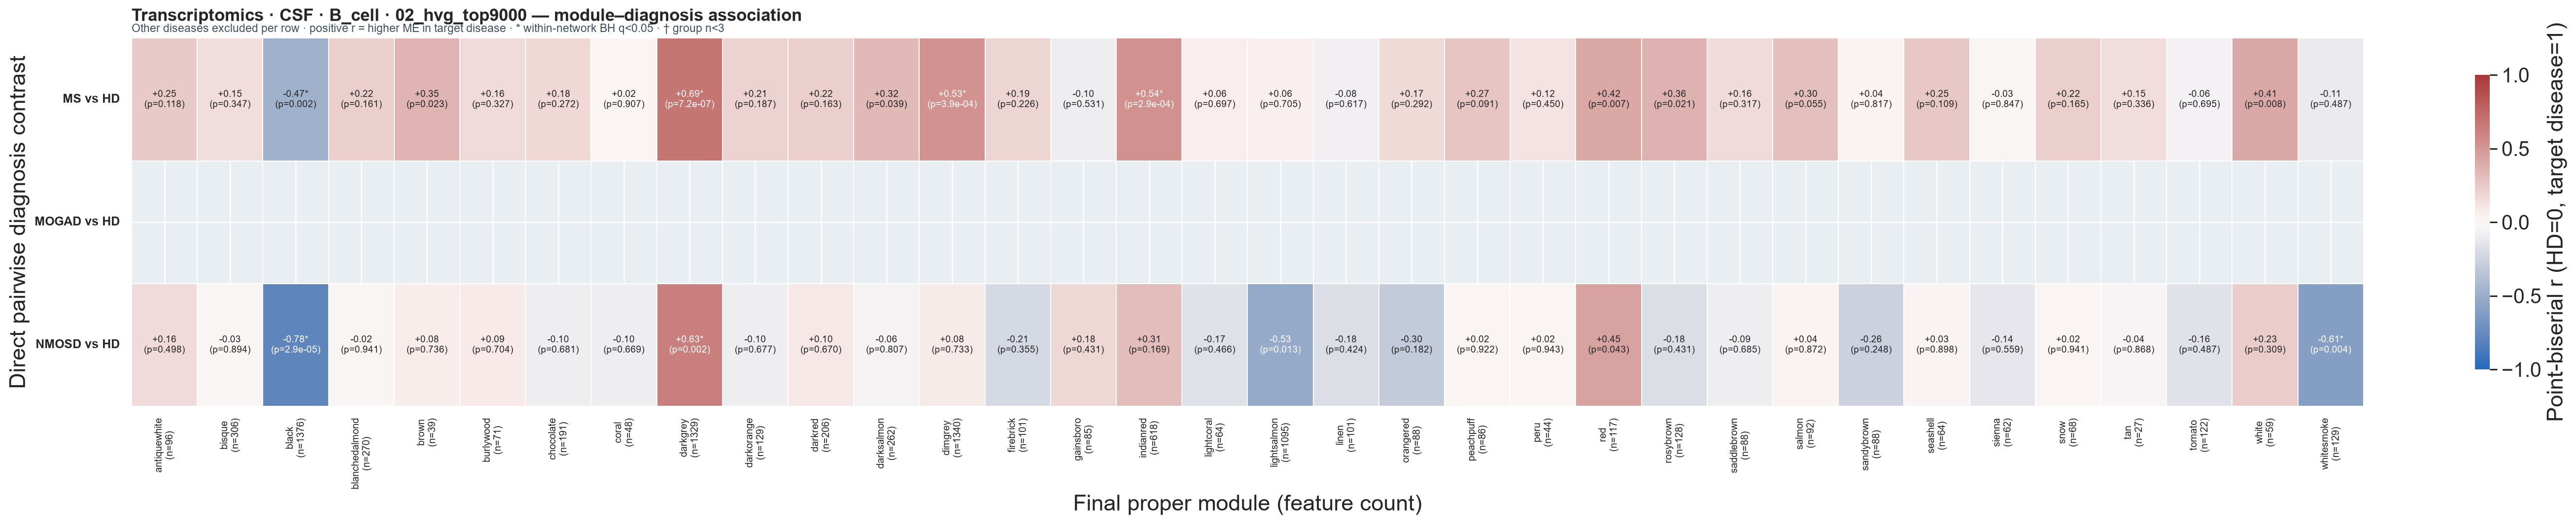 Transcriptomics · CSF · B_cell · 02_hvg_top9000 — module–diagnosis association
Other diseases excluded per row · positive r = higher ME in target disease · * within-network BH q<0.05 · † group n<3
Direct pairwise diagnosis contrast
MS vs HD
+0.25
(p=0.118)
+0.15
(p=0.347)
-0.47*
(p=0.002)
+0.22
(p=0.161)
+0.35
(p=0.023)
+0.16
(p=0.327)
+0.18
(p=0.272)
+0.02
(p=0.907)
+0.69*
(p=7.2e-07)
+0.21
(p=0.187)
+0.22
(p=0.163)
+0.32
(p=0.039)
+0.53*
(p=3.9e-04)
+0.19
(p=0.226)
-0.10
(p=0.531)
+0.54*
(p=2.9e-04)
+0.06
(p=0.697)
+0.06
(p=0.705)
-0.08
(p=0.617)
+0.17
(p=0.292)
+0.27
(p=0.091)
+0.12
(p=0.450)
+0.42
(p=0.007)
+0.36
(p=0.021)
+0.16
(p=0.317)
+0.30
(p=0.055)
+0.04
(p=0.817)
+0.25
(p=0.109)
-0.03
(p=0.847)
+0.22
(p=0.165)
+0.15
(p=0.336)
-0.06
(p=0.695)
+0.41
(p=0.008)
-0.11
(p=0.487)
MOGAD vs HD
NMOSD vs HD
+0.16
(p=0.498)
-0.03
(p=0.894)
-0.78*
(p=2.9e-05)
-0.02
(p=0.941)
+0.08
(p=0.736)
+0.09
(p=0.704)
-0.10
(p=0.681)
-0.10
(p=0.669)
+0.63*
(p=0.002)
-0.10
(p=0.677)
+0.10
(p=0.670)
-0.06
(p=0.807)
+0.08
(p=0.733)
-0.21
(p=0.355)
+0.18
(p=0.431)
+0.31
(p=0.169)
-0.17
(p=0.466)
-0.53
(p=0.013)
-0.18
(p=0.424)
-0.30
(p=0.182)
+0.02
(p=0.922)
+0.02
(p=0.943)
+0.45
(p=0.043)
-0.18
(p=0.431)
-0.09
(p=0.685)
+0.04
(p=0.872)
-0.26
(p=0.248)
+0.03
(p=0.898)
-0.14
(p=0.559)
+0.02
(p=0.941)
-0.04
(p=0.868)
-0.16
(p=0.487)
+0.23
(p=0.309)
-0.61*
(p=0.004)
antiquewhite
(n=96)
bisque
(n=306)
black
(n=1376)
blanchedalmond
(n=270)
brown
(n=39)
burlywood
(n=71)
chocolate
(n=191)
coral
(n=48)
darkgrey
(n=1329)
darkorange
(n=129)
darkred
(n=206)
darksalmon
(n=262)
dimgrey
(n=1340)
firebrick
(n=101)
gainsboro
(n=85)
indianred
(n=618)
lightcoral
(n=64)
lightsalmon
(n=1095)
linen
(n=101)
orangered
(n=88)
peachpuff
(n=86)
peru
(n=44)
red
(n=117)
rosybrown
(n=128)
saddlebrown
(n=88)
salmon
(n=92)
sandybrown
(n=88)
seashell
(n=64)
sienna
(n=62)
snow
(n=68)
tan
(n=27)
tomato
(n=122)
white
(n=59)
whitesmoke
(n=129)
Final proper module (feature count)
1.0
0.5
0.0
−0.5
−1.0
Point-biserial r (HD=0, target disease=1)